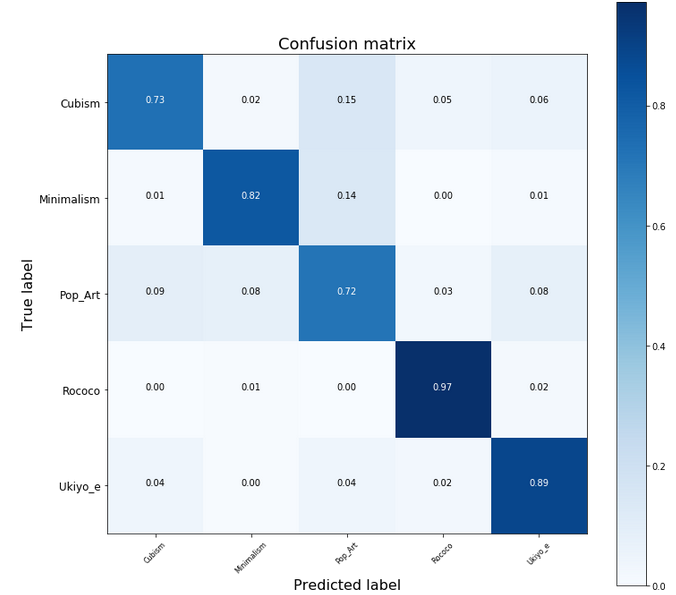 Confusion matrix
Cubism 0.73 0.02 0.15 0.05 0.06
Minimalism 0.01 0.82 0.14 0.00 0.01
Pop_Art 0.09 0.08 0.72 0.03 0.08
Rococo 0.00 0.01 0.00 0.97 0.02
Ukiyo_e 0.04 0.00 0.04 0.02 0.89
Cubism Minimalism Pop_Art Rococo Ukiyo_e
True label
Predicted label
0.8
0.6
0.4
0.2
0.0